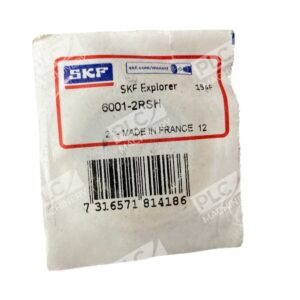 SKF
SKF Explorer
6001-2RSH
MADE IN FRANCE 12
7 316571 814186
PLC